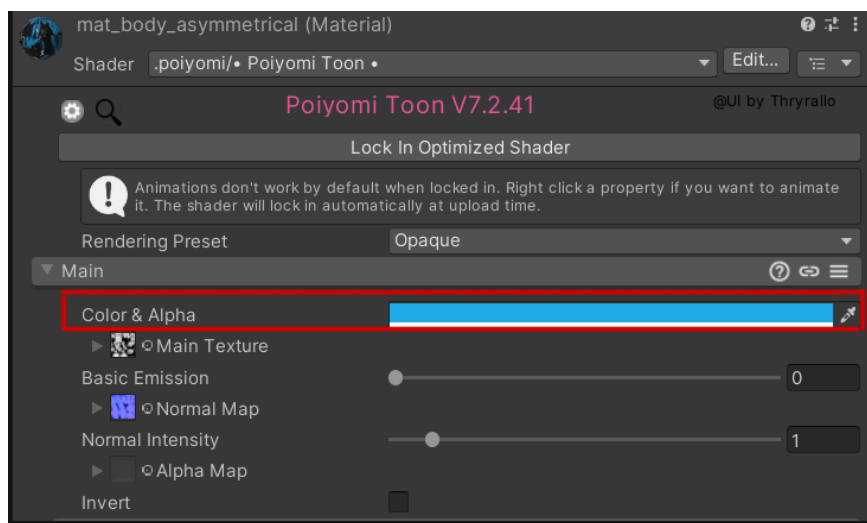 mat_body_asymmetrical (Material)
Shader .poiyomi/• Poiyomi Toon • Edit...
Poiyomi Toon V7.2.41 @UI by Thryrallo
Lock In Optimized Shader
Animations don't work by default when locked in. Right click a property if you want to animate
it. The shader will lock in automatically at upload time.
Rendering Preset Opaque
Main
Color & Alpha
Main Texture
Basic Emission 0
Normal Map
Normal Intensity 1
Alpha Map
Invert